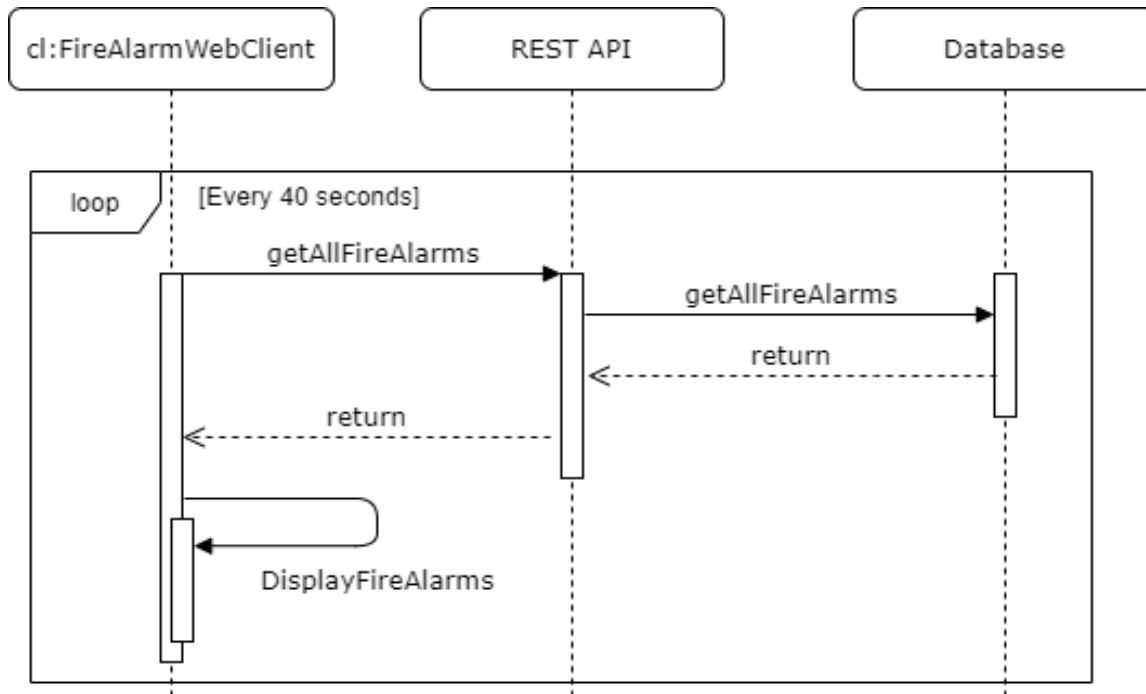 cl:FireAlarmWebClient
REST API
Database
loop
[Every 40 seconds]
getAllFireAlarms
getAllFireAlarms
return
return
DisplayFireAlarms